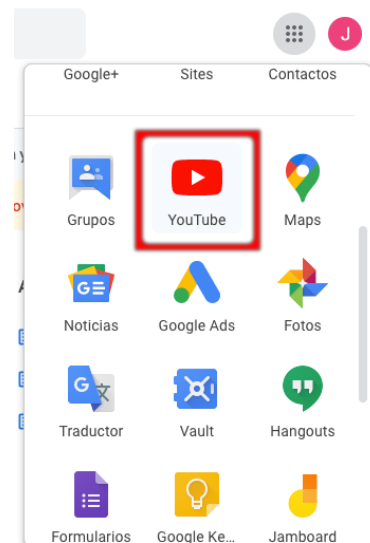 J
Google+ Sites Contactos
Grupos YouTube Maps
Noticias Google Ads Fotos
Traductor Vault Hangouts
Formularios Google Ke... Jamboard